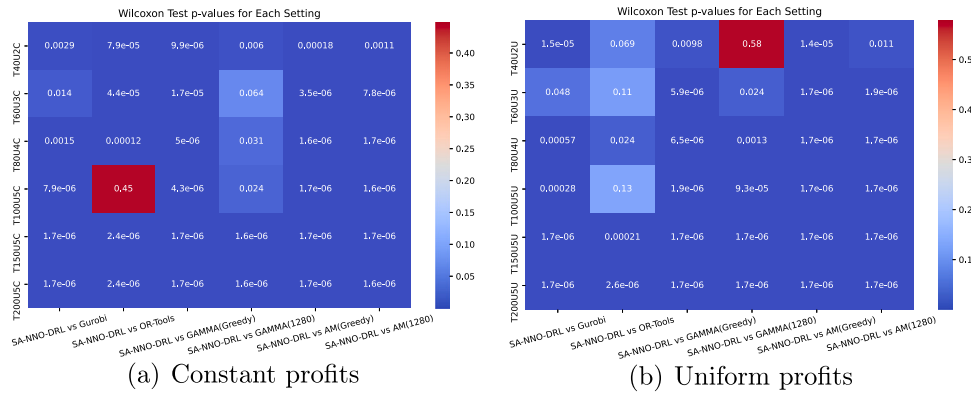 Wilcoxon Test p-values for Each Setting
T40U2C 0.0029 7.9e-05 9.9e-06 0.006 0.00018 0.0011
T60U3C 0.014 4.4e-05 1.7e-05 0.064 3.5e-06 7.8e-06
T80U4C 0.0015 0.00012 5e-06 0.031 1.6e-06 1.7e-06
T100U5C 7.9e-06 0.45 4.3e-06 0.024 1.7e-06 1.6e-06
T150U5C 1.7e-06 2.4e-06 1.7e-06 1.6e-06 1.7e-06 1.6e-06
T200U5C 1.7e-06 2.4e-06 1.7e-06 1.6e-06 1.7e-06 1.6e-06
SA-NNO-DRL vs Gurobi
SA-NNO-DRL vs OR-Tools
SA-NNO-DRL vs GAMMA(Greedy)
SA-NNO-DRL vs GAMMA(1280)
SA-NNO-DRL vs AM(Greedy)
SA-NNO-DRL vs AM(1280)
0.40
0.35
0.30
0.25
0.20
0.15
0.10
0.05
(a) Constant profits
Wilcoxon Test p-values for Each Setting
T40U2U 1.5e-05 0.069 0.0098 0.58 1.4e-05 0.011
T60U3U 0.048 0.11 5.9e-06 0.024 1.7e-06 1.9e-06
T80U4U 0.00057 0.024 6.5e-06 0.0013 1.7e-06 1.7e-06
T100U5U 0.00028 0.13 1.9e-06 9.3e-05 1.7e-06 1.7e-06
T150U5U 1.7e-06 0.00021 1.7e-06 1.7e-06 1.7e-06 1.7e-06
T200U5U 1.7e-06 2.6e-06 1.7e-06 1.7e-06 1.7e-06 1.7e-06
SA-NNO-DRL vs Gurobi
SA-NNO-DRL vs OR-Tools
SA-NNO-DRL vs GAMMA(Greedy)
SA-NNO-DRL vs GAMMA(1280)
SA-NNO-DRL vs AM(Greedy)
SA-NNO-DRL vs AM(1280)
0.5
0.4
0.3
0.2
0.1
(b) Uniform profits